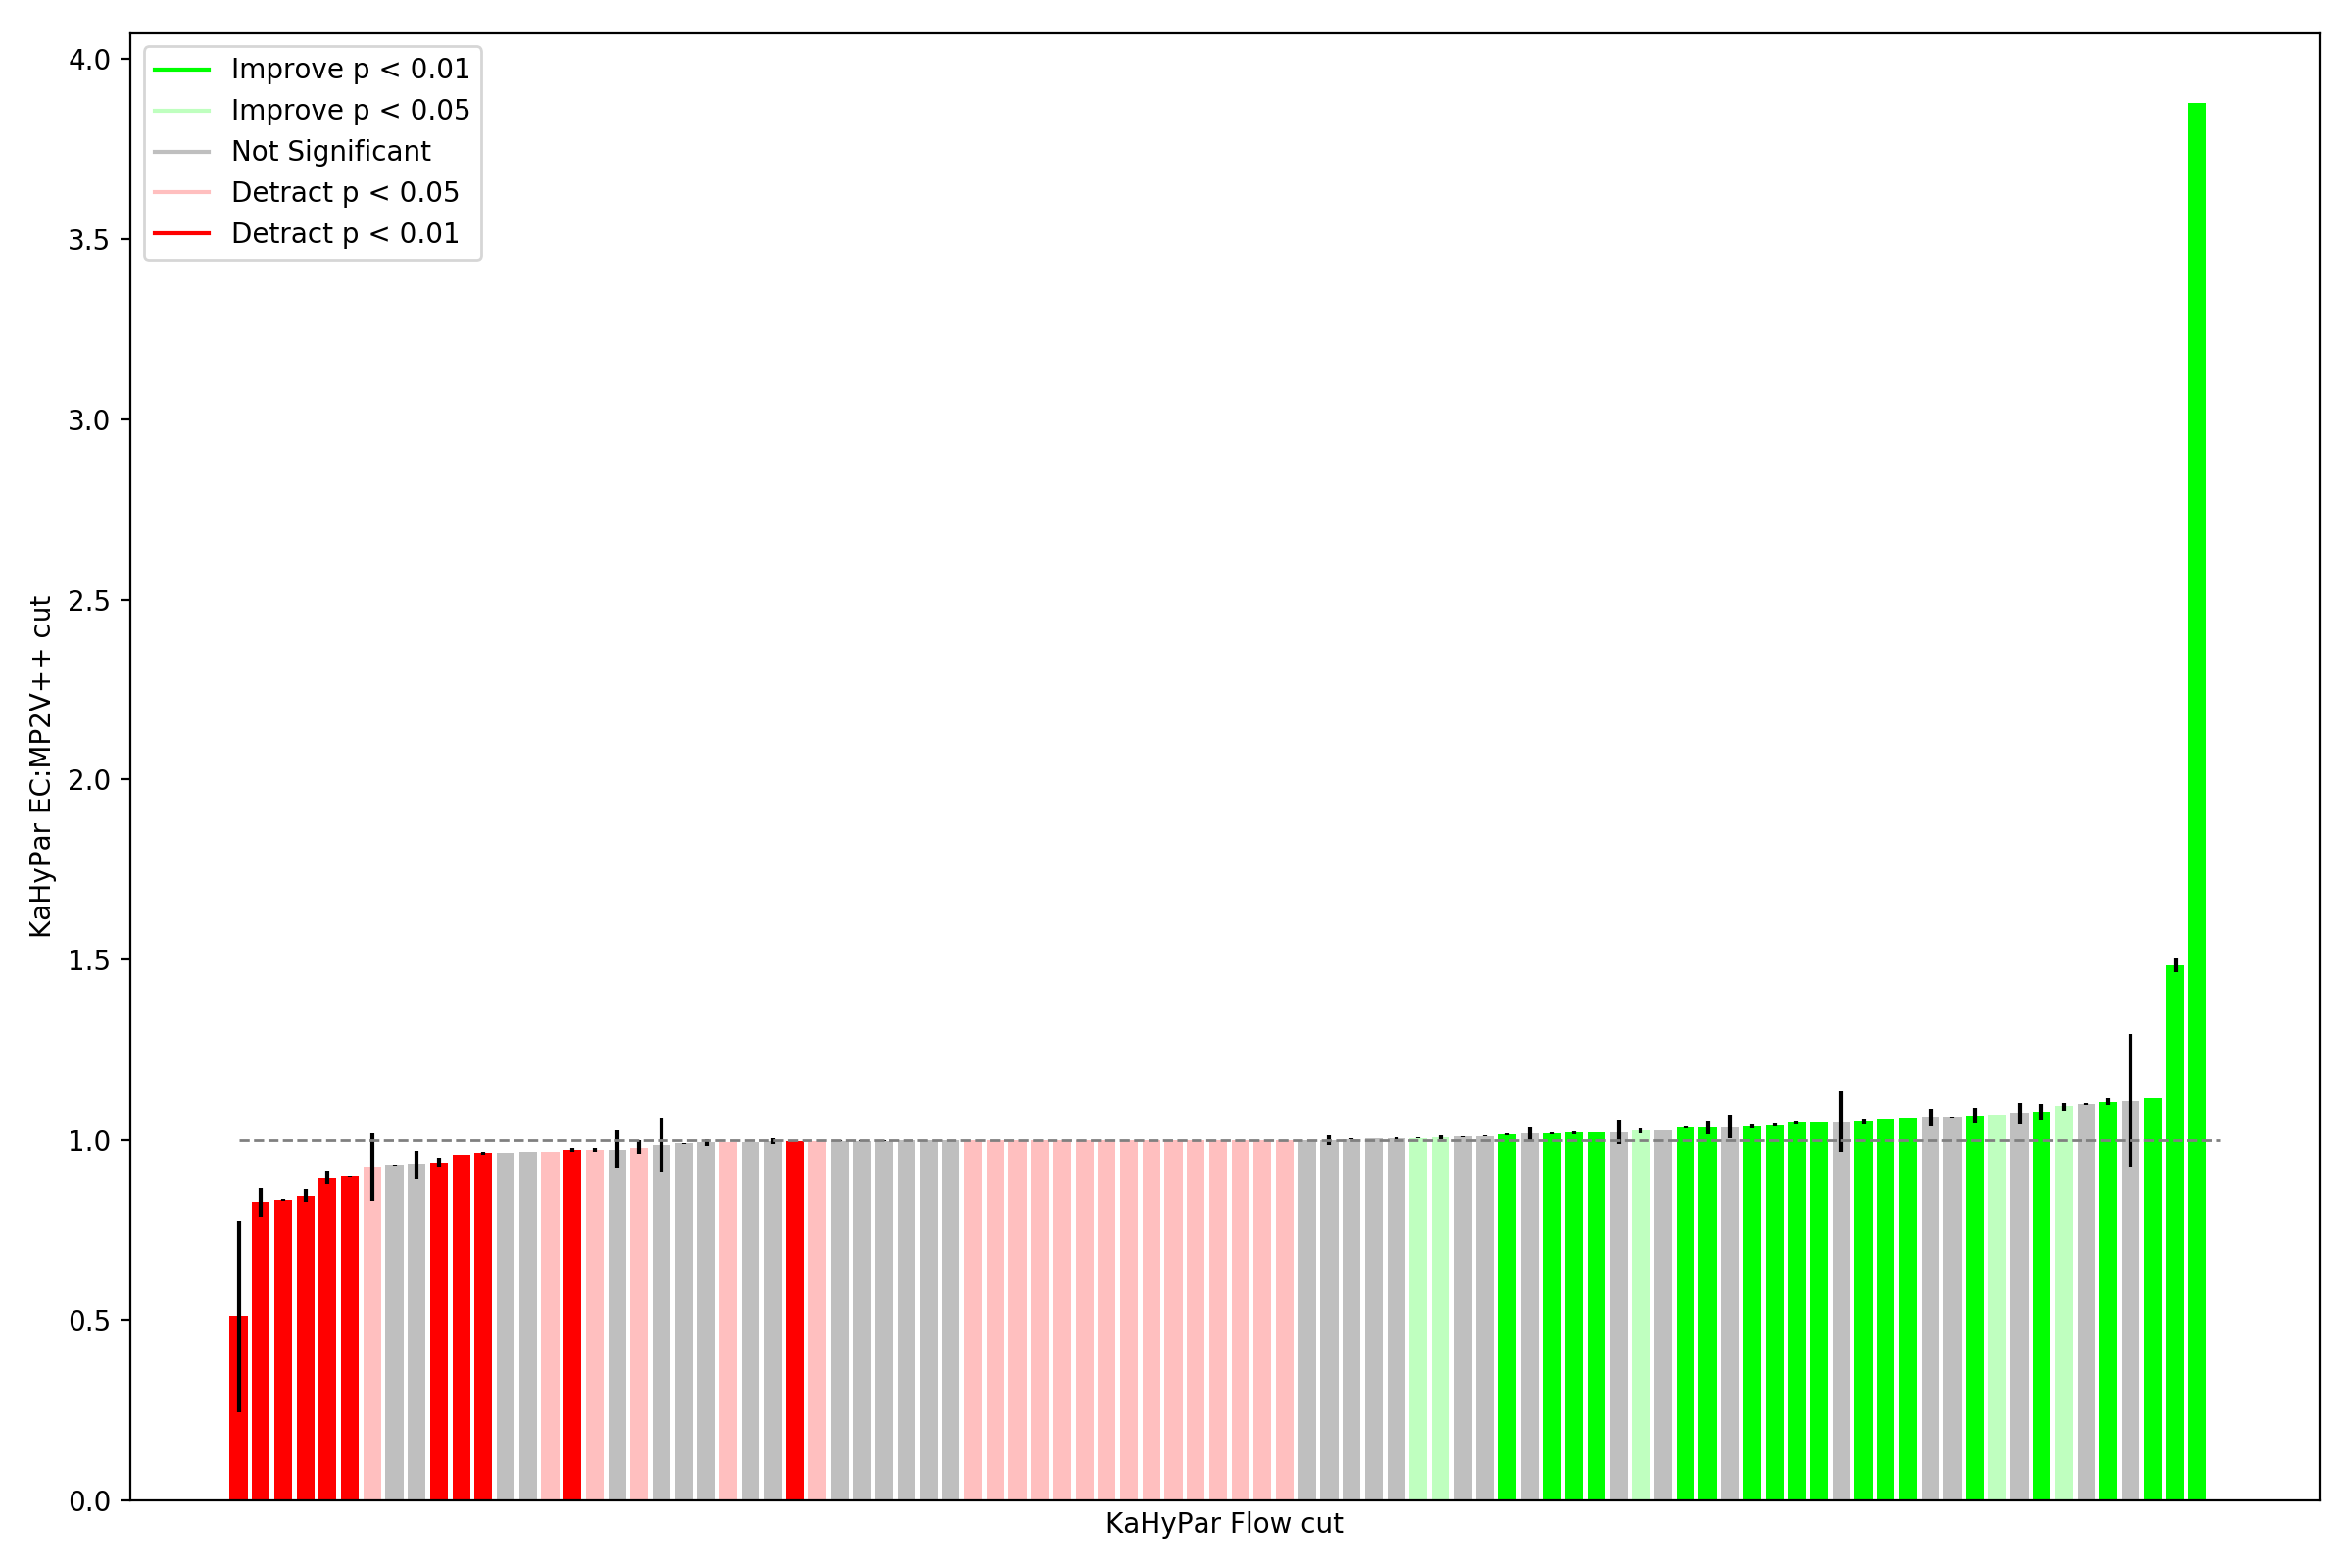 4.0
3.5
3.0
2.5
2.0
1.5
1.0
0.5
0.0
KaHyPar EC:MP2V++ cut
Improve p < 0.01
Improve p < 0.05
Not Significant
Detract p < 0.05
Detract p < 0.01
KaHyPar Flow cut